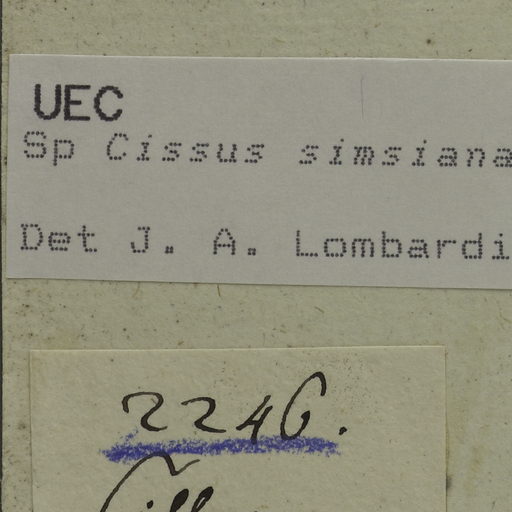 UEC
Sp Cissus simsiana
Det J. A. Lombardi
2246.